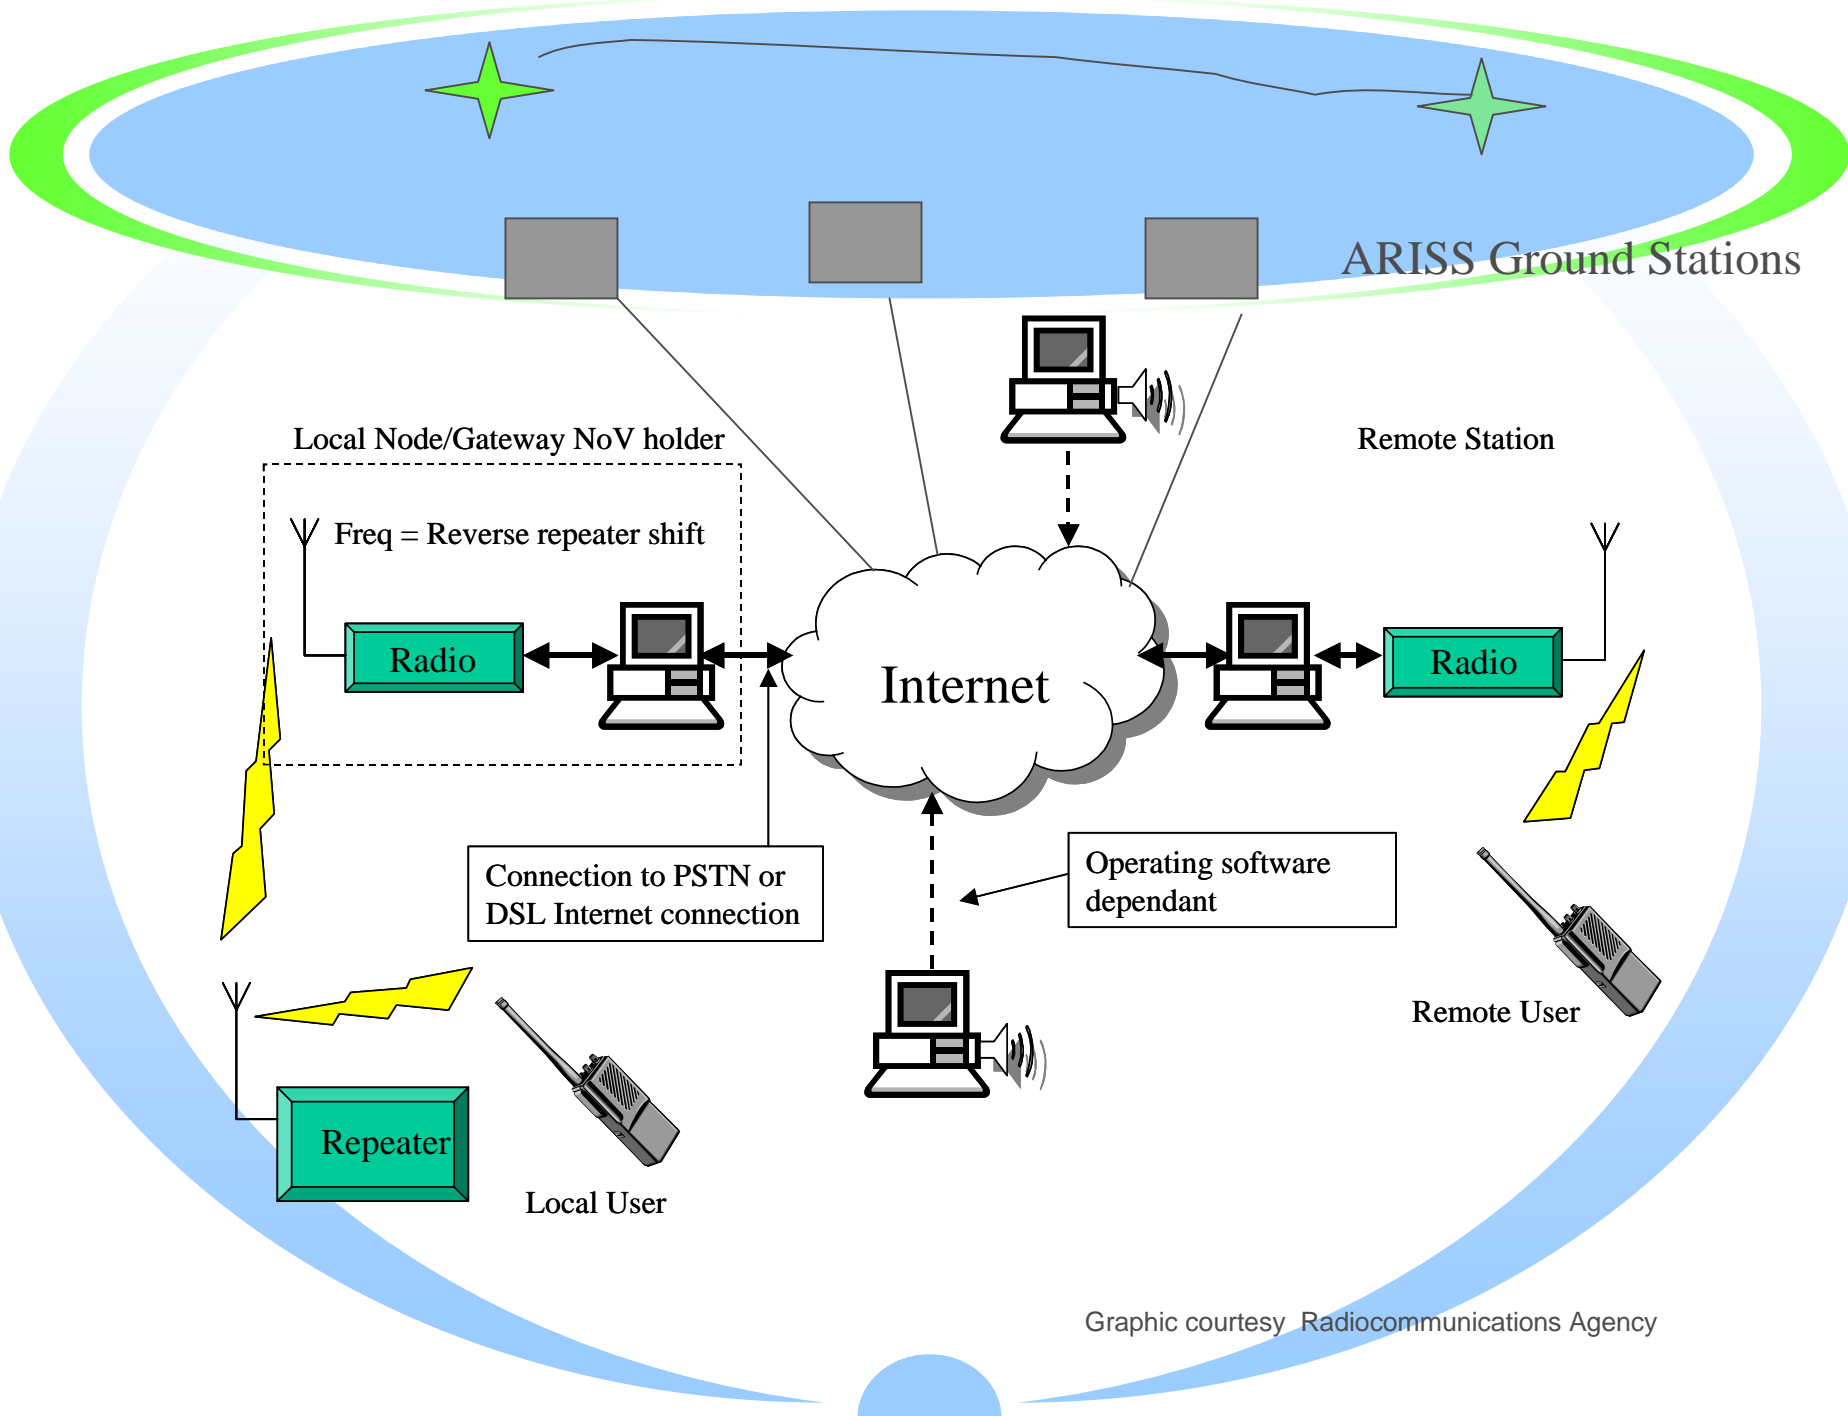 ARISS Ground Stations
Local Node/Gateway NoV holder
Remote Station
Freq = Reverse repeater shift
Radio
Internet
Radio
Connection to PSTN or
DSL Internet connection
Operating software
dependant
Remote User
Repeater
Local User
Graphic courtesy  Radiocommunications Agency